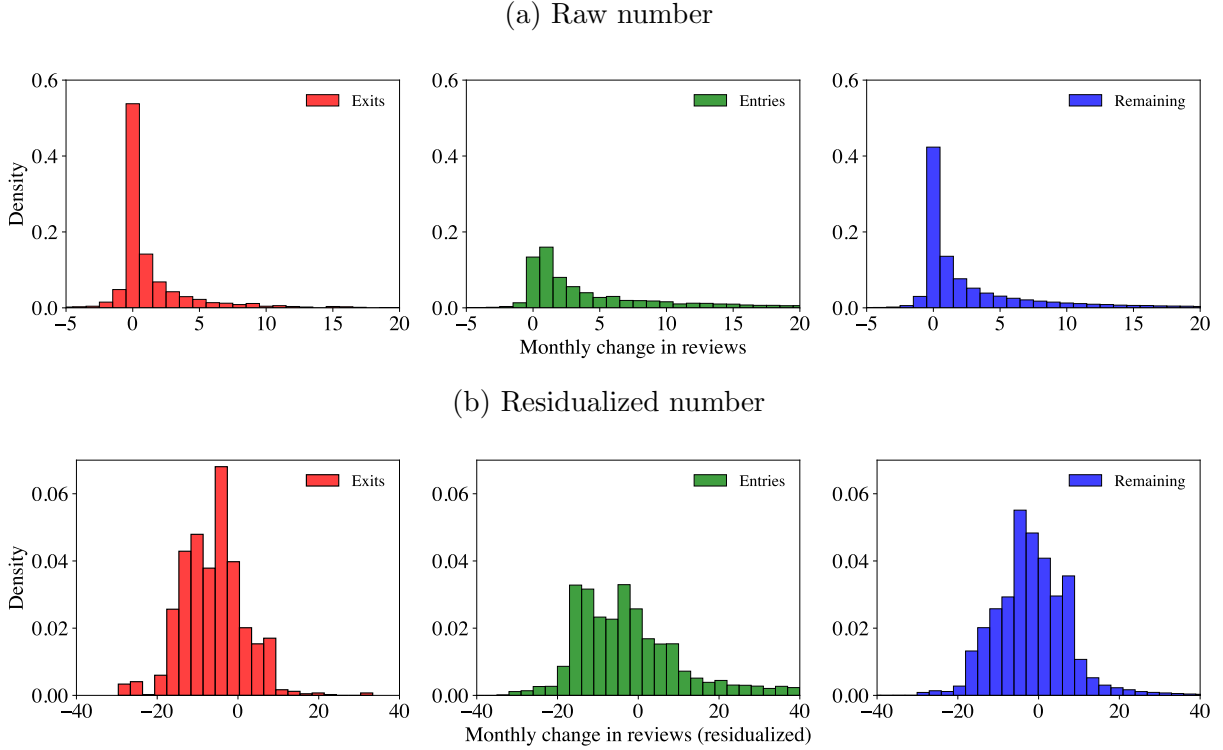 (a) Raw number
Exits
Entries
Remaining
Density
0.6
0.4
0.2
0.0
−5 0 5 10 15 20
0.6
0.4
0.2
0.0
−5 0 5 10 15 20
0.6
0.4
0.2
0.0
−5 0 5 10 15 20
Monthly change in reviews
(b) Residualized number
Exits
Entries
Remaining
Density
0.06
0.04
0.02
0.00
−40 −20 0 20 40
0.06
0.04
0.02
0.00
−40 −20 0 20 40
0.06
0.04
0.02
0.00
−40 −20 0 20 40
Monthly change in reviews (residualized)